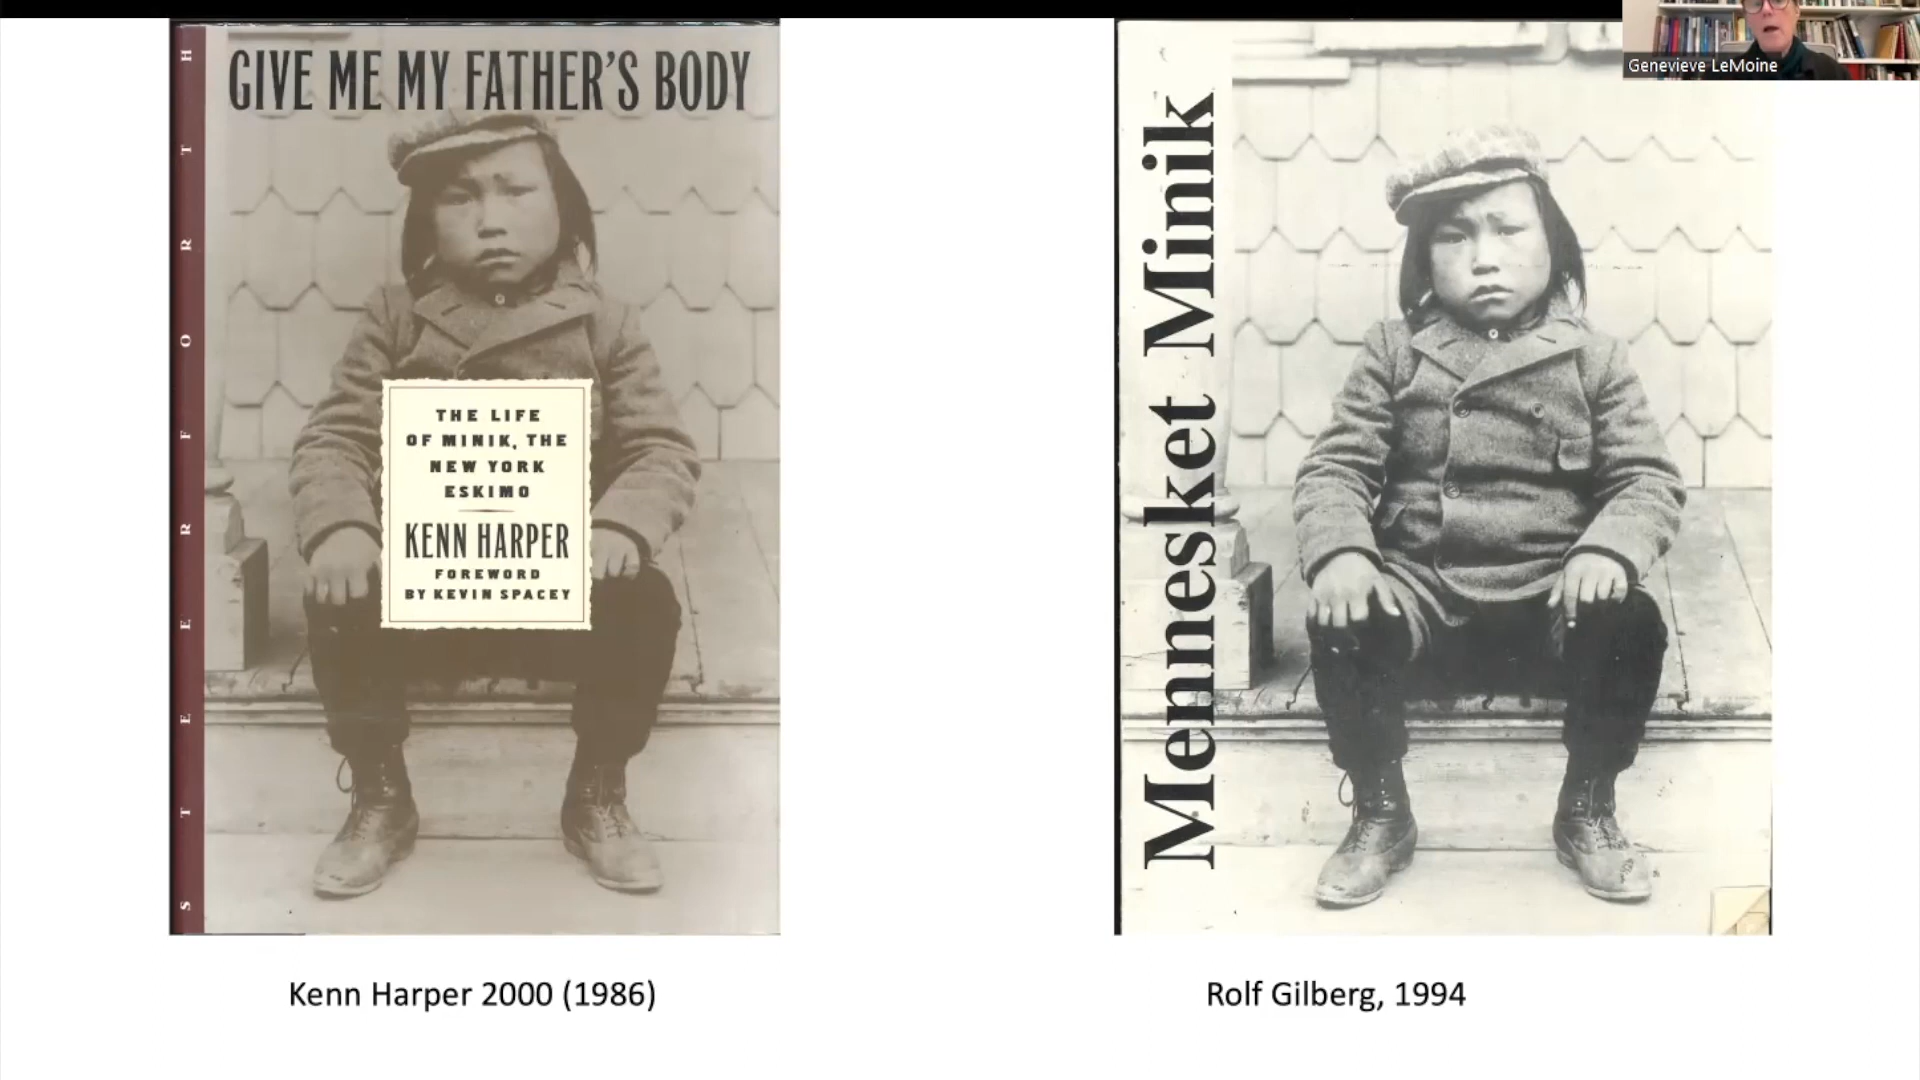 GIVE ME MY FATHER'S BODY
STEERFORTH
THE LIFE
OF MINIK, THE
NEW YORK
ESKIMO
KENN HARPER
FOREWORD
BY KEVIN SPACEY
Kenn Harper 2000 (1986)
Mennesket Minik
Rolf Gilberg, 1994
Genevieve LeMoine